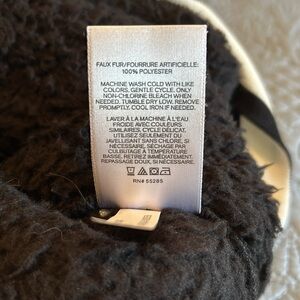 FAUX FUR/FOURRURE ARTIFICIELLE:
100% POLYESTER
MACHINE WASH COLD WITH LIKE
COLORS, GENTLE CYCLE. ONLY
NON-CHLORINE BLEACH WHEN
NEEDED. TUMBLE DRY LOW, REMOVE
PROMPTLY. COOL IRON IF NEEDED.
LAVER À LA MACHINE À L'EAU
FROIDE AVEC COULEURS
SIMILAIRES. CYCLE DÉLICAT,
UTILISEZ SEULEMENT DU
JAVELLISANT SANS CHLORE, SI
NÉCESSAIRE. SÉCHAGE PAR
CULBUTAGE À TEMPÉRATURE
BASSE. RETIREZ IMMÉDIATEMENT.
REPASSAGE DOUX, SI NÉCESSAIRE.
RN# 55285